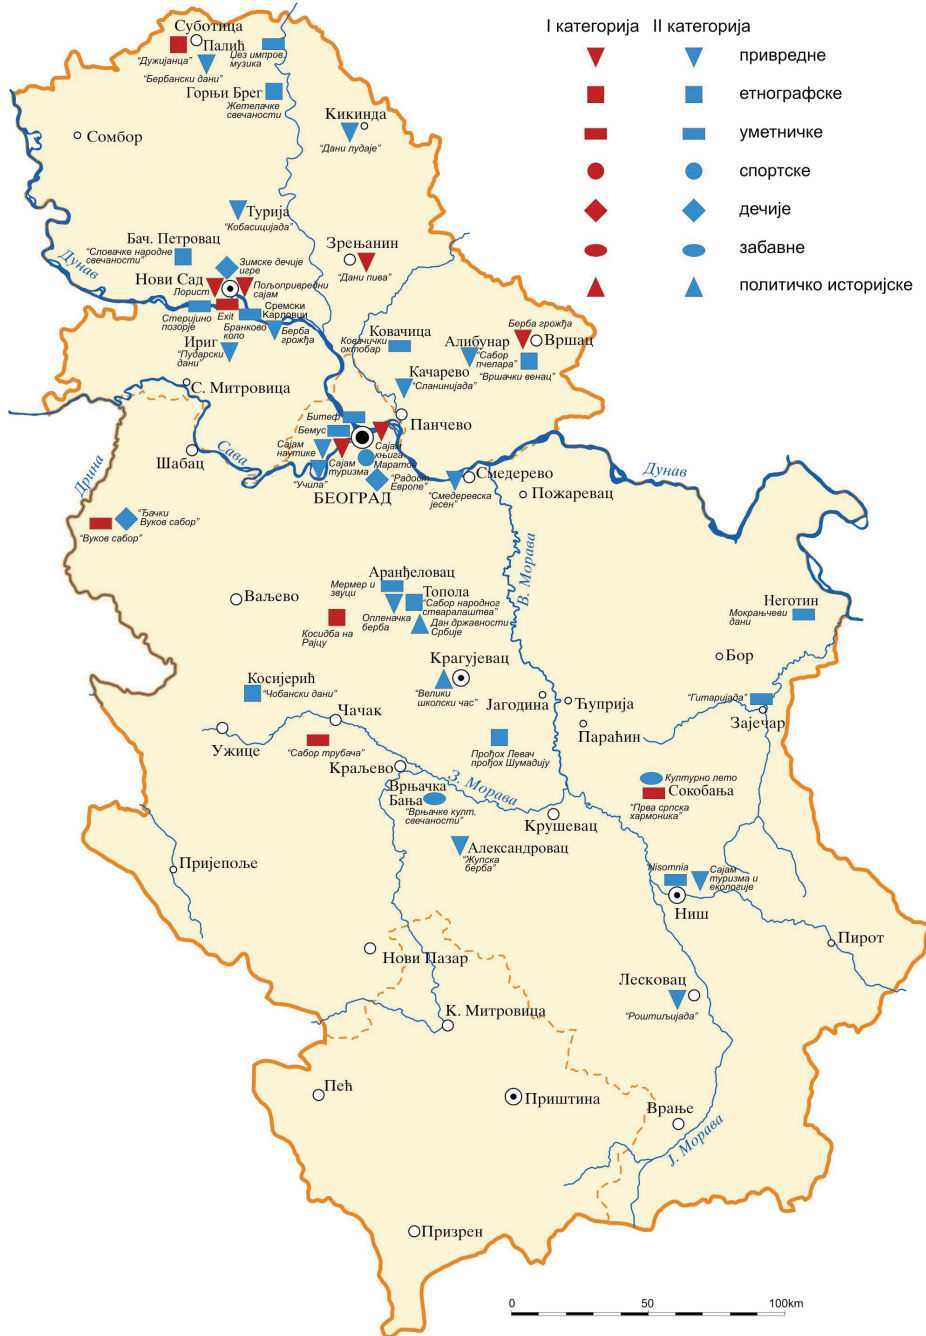 I категорија
II категорија
привредне
етнографске
уметничке
спортске
дечије
забавне
политичко историјске
Суботица
Палић
“Дужијанца”
“Бербански дани”
Џез импров.
музика
Горњи Брег
Жетелачке
свечаности
Сомбор
Кикинда
“Дани лудаје”
Турија
“Кобасицијада”
Бач. Петровац
“Словачке народне
свечаности”
Зимске дечије
игре
Зрењанин
“Дани пива”
Дунав
Нови Сад
Лорист
Пољопривредни
сајам
Exit
Стеријино
позорје
Бранково
коло
Сремски
Карловци
Берба
грожђа
Ириг
“Пударски
дани”
Ковачица
Ковачички
октобар
Алибунар
“Сабор
пчелара”
Берба грожђа
Вршац
“Вршачки венац”
Качарево
“Спанинијада”
С. Митровица
Панчево
Битеф
Бемус
Сајам
наутике
Сајам
туризма
Сајам
књига
Маратон
“Учила”
“Радост
Европе”
БЕОГРАД
Шабац
Сава
Дрина
Смедерево
“Смедеревска
јесен”
Дунав
Пожаревац
“Ђачки
Вуков сабор”
“Вуков сабор”
В. Морава
Аранђеловац
Мермер и
звуци
Топола
“Сабор народног
стваралаштва”
Опленачка
берба
Дан државности
Србије
Ваљево
Косидба на
Рајцу
Неготин
Мокрањчеви
дани
Бор
Крагујевац
“Велики
школски час”
Косијерић
“Чобански дани”
Јагодина
Ћуприја
Параћин
“Гитаријада”
Зајечар
Чачак
Ужице
“Сабор трубача”
Прођох Левач
прођох Шумадију
Краљево
З. Морава
Врњачка
Бања
“Врњачке култ.
свечаности”
Културно лето
Сокобања
“Прва српска
хармоника”
Крушевац
Александровац
“Жупска
берба”
Пријепоље
Nisomnia
Сајам
туризма и
екологије
Ниш
Пирот
Нови Пазар
Лесковац
“Роштиљијада”
К. Митровица
Пећ
Приштина
Врање
Ј. Морава
Призрен
0 50 100km